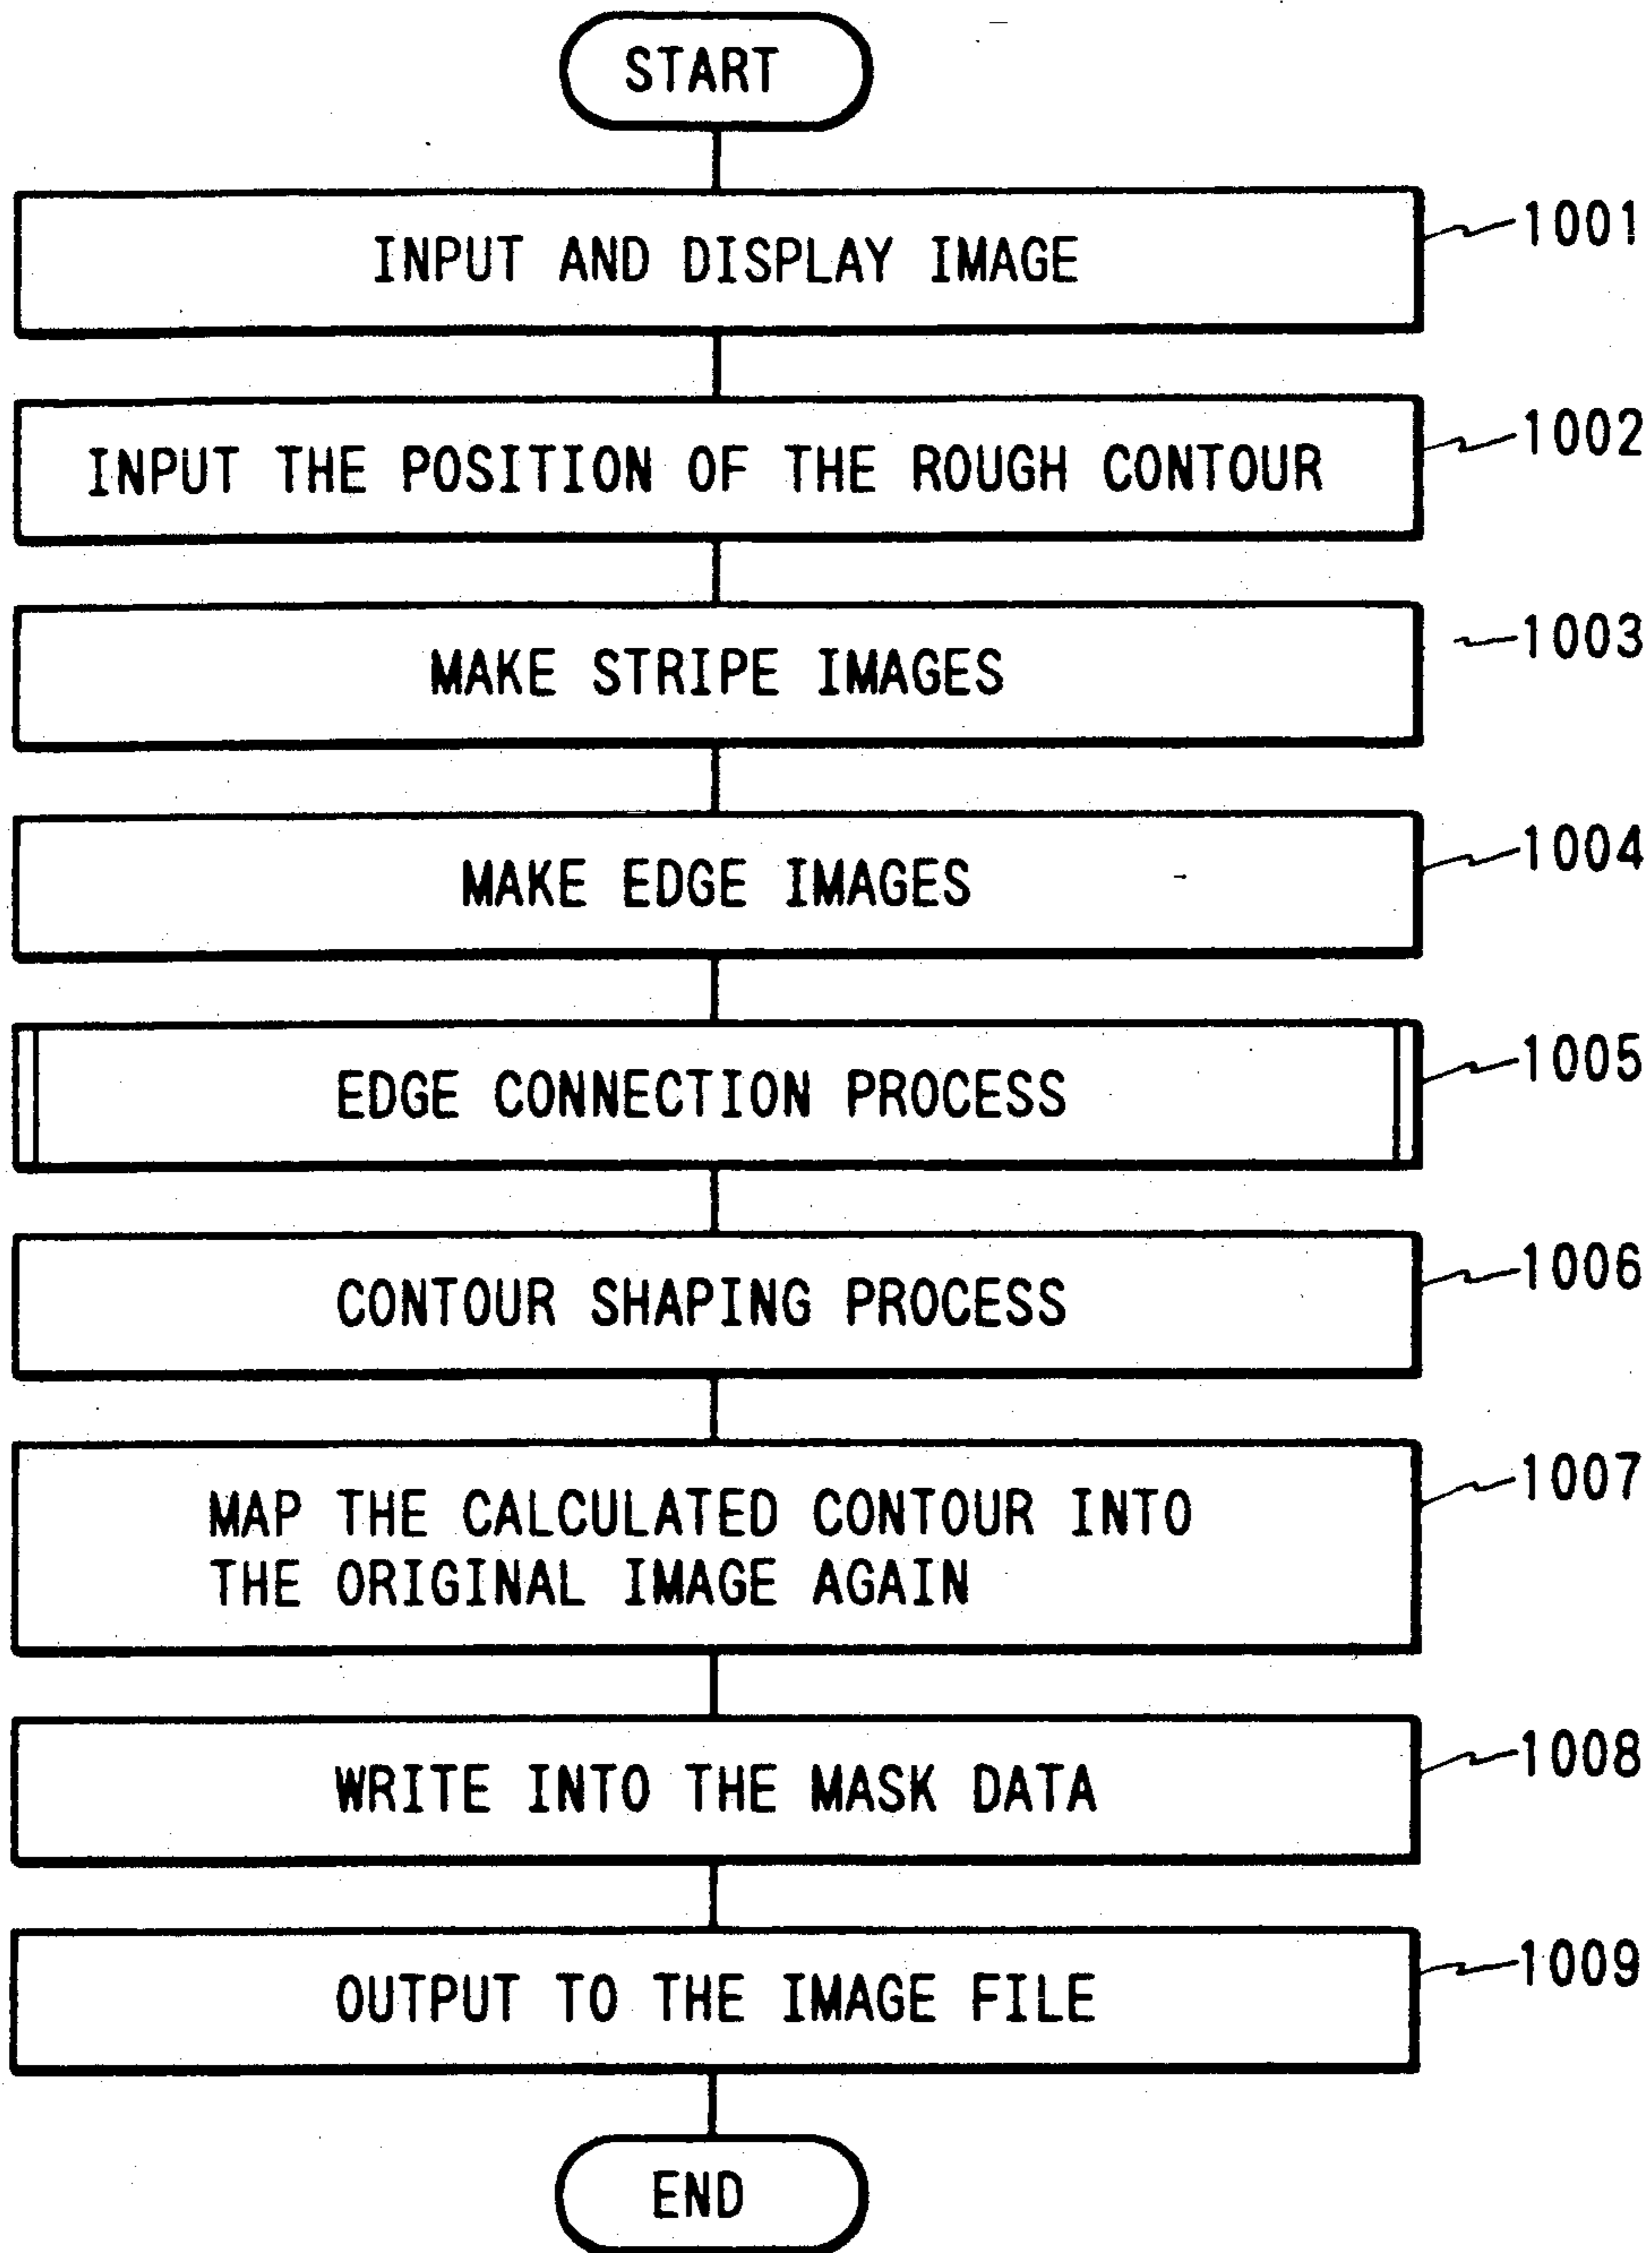 START
INPUT AND DISPLAY IMAGE
1001
INPUT THE POSITION OF THE ROUGH CONTOUR
1002
MAKE STRIPE IMAGES
1003
MAKE EDGE IMAGES
1004
EDGE CONNECTION PROCESS
1005
CONTOUR SHAPING PROCESS
1006
MAP THE CALCULATED CONTOUR INTO
THE ORIGINAL IMAGE AGAIN
1007
WRITE INTO THE MASK DATA
1008
OUTPUT TO THE IMAGE FILE
1009
END